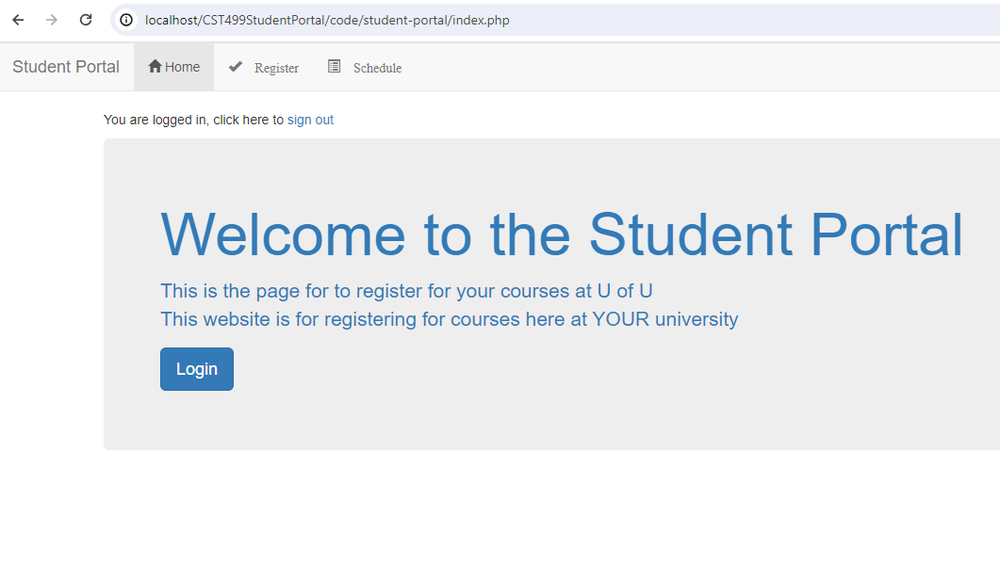 localhost/CST499StudentPortal/code/student-portal/index.php
Student Portal Home Register Schedule
You are logged in, click here to sign out
Welcome to the Student Portal
This is the page for to register for your courses at U of U
This website is for registering for courses here at YOUR university
Login